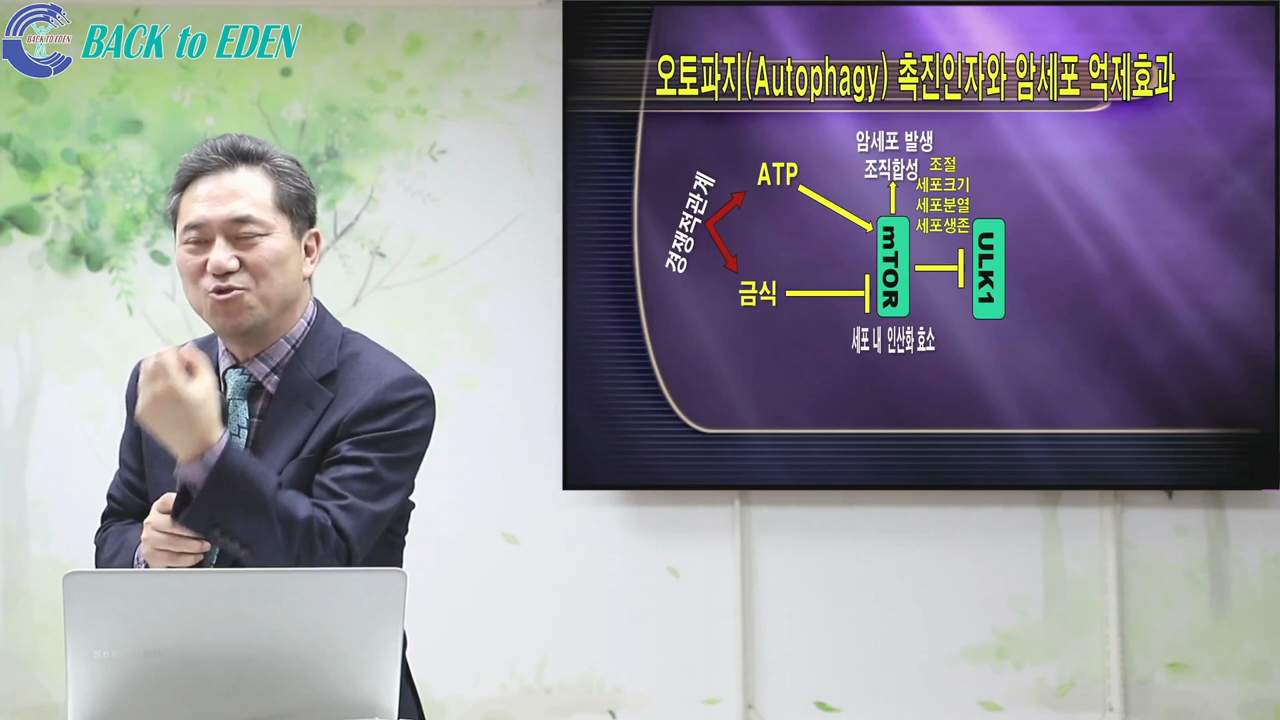 BACK TO EDEN
BACK to EDEN
오토파지(Autophagy) 촉진인자와 암세포 억제효과
암세포 발생
조직합성
조절
세포크기
세포분열
세포생존
ATP
경쟁적관계
금식
mTOR
ULK1
세포 내 인산화 효소